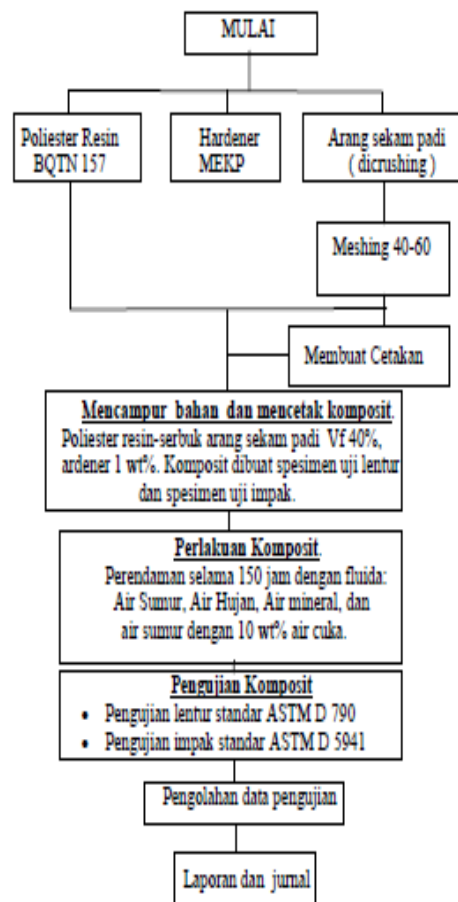 MULAI
Poliester Resin
BQTN 157
Hardener
MEKP
Arang sekam padi
( dicrushing )
Meshing 40-60
Membuat Cetakan
Mencampur bahan dan mencetak komposit.
Poliester resin-serbuk arang sekam padi Vf 40%,
ardener 1 wt%. Komposit dibuat spesimen uji lentur
dan spesimen uji impak.
Perlakuan Komposit.
Perendaman selama 150 jam dengan fluida:
Air Sumur, Air Hujan, Air mineral, dan
air sumur dengan 10 wt% air cuka.
Pengujian Komposit
• Pengujian lentur standar ASTM D 790
• Pengujian impak standar ASTM D 5941
Pengolahan data pengujian
Laporan dan jurnal